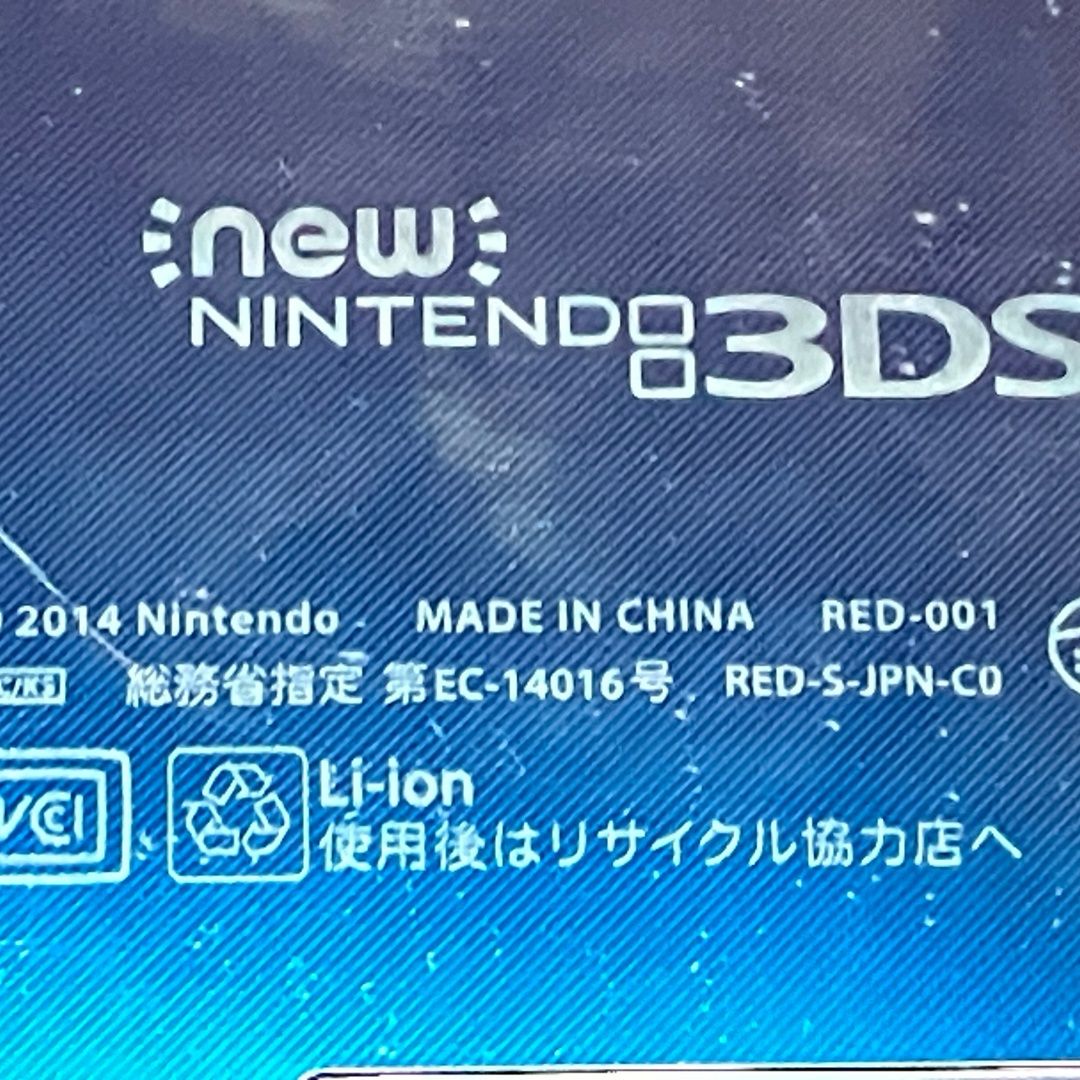 new
NINTENDO 3DS
2014 Nintendo MADE IN CHINA RED-001
総務省指定 第EC-14016号 RED-S-JPN-C0
VCCI
Li-ion
使用後はリサイクル協力店へ